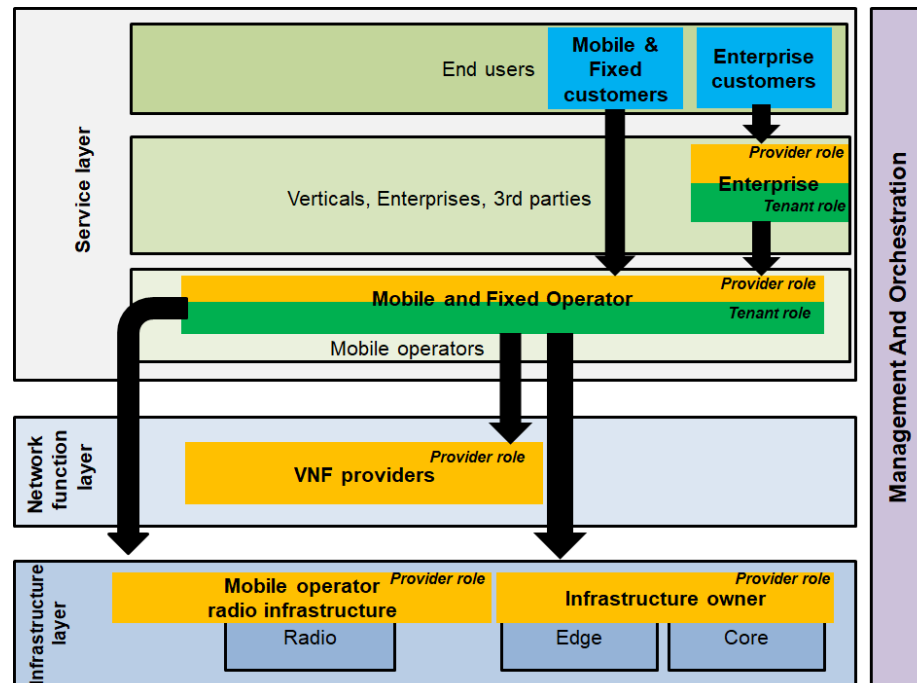 Service layer
End users
Mobile &
Fixed
customers
Enterprise
customers
Verticals, Enterprises, 3rd parties
Provider role
Enterprise
Tenant role
Provider role
Mobile and Fixed Operator
Tenant role
Mobile operators
Network
function
layer
Provider role
VNF providers
Infrastructure
layer
Mobile operator
radio infrastructure
Provider role
Radio
Provider role
Infrastructure owner
Edge
Core
Management And Orchestration